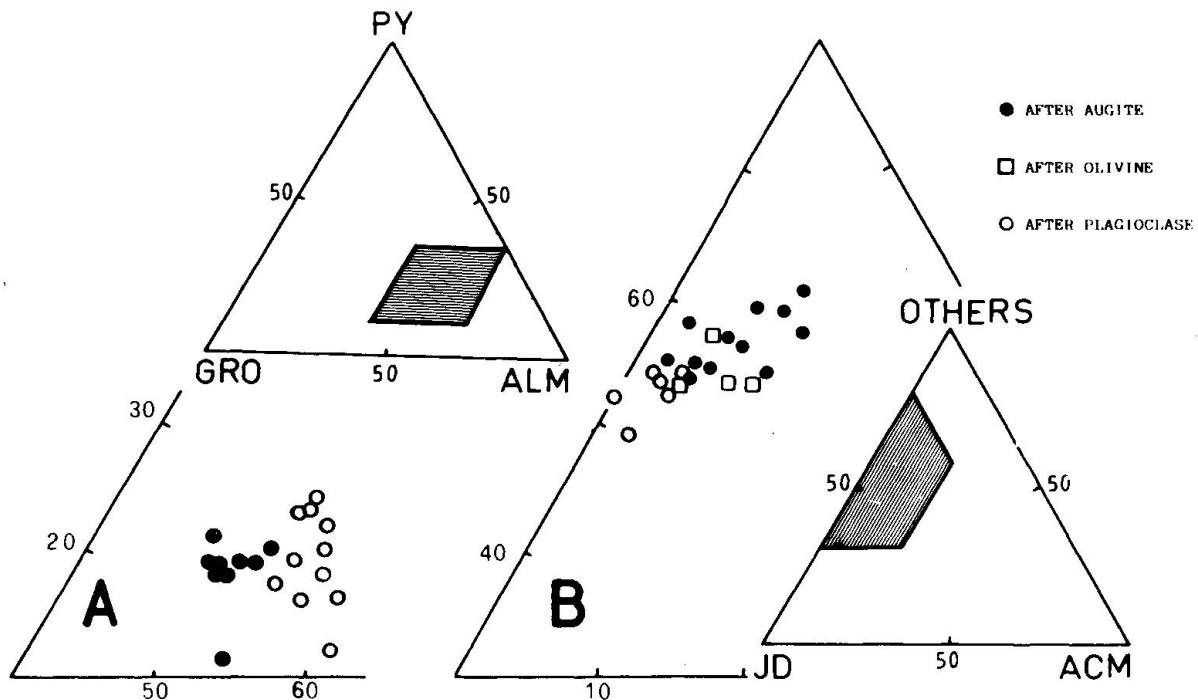 PY
50
50
GRO
50
ALM
30
20
A
50
60
AFTER AUGITE
AFTER OLIVINE
AFTER PLAGIOCLASE
60
40
B
10
OTHERS
50
50
JD
50
ACM